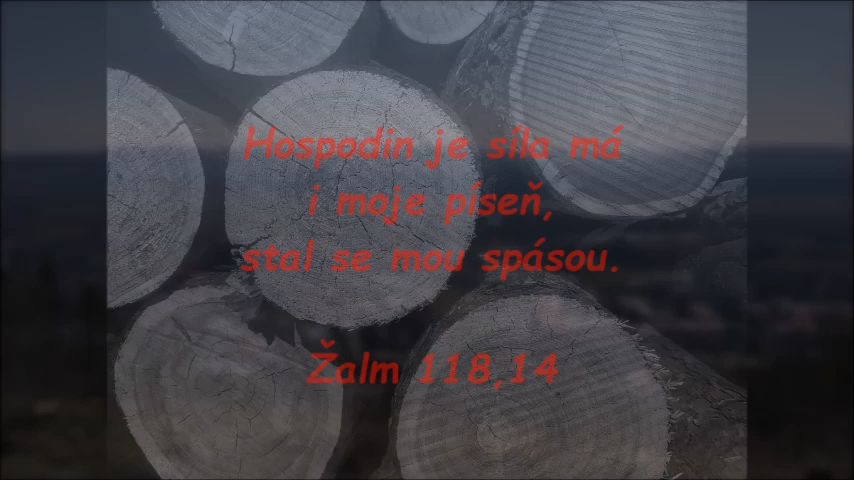 Hospodin je síla má
i moje píseň,
stal se mou spásou.
Žalm 118,14